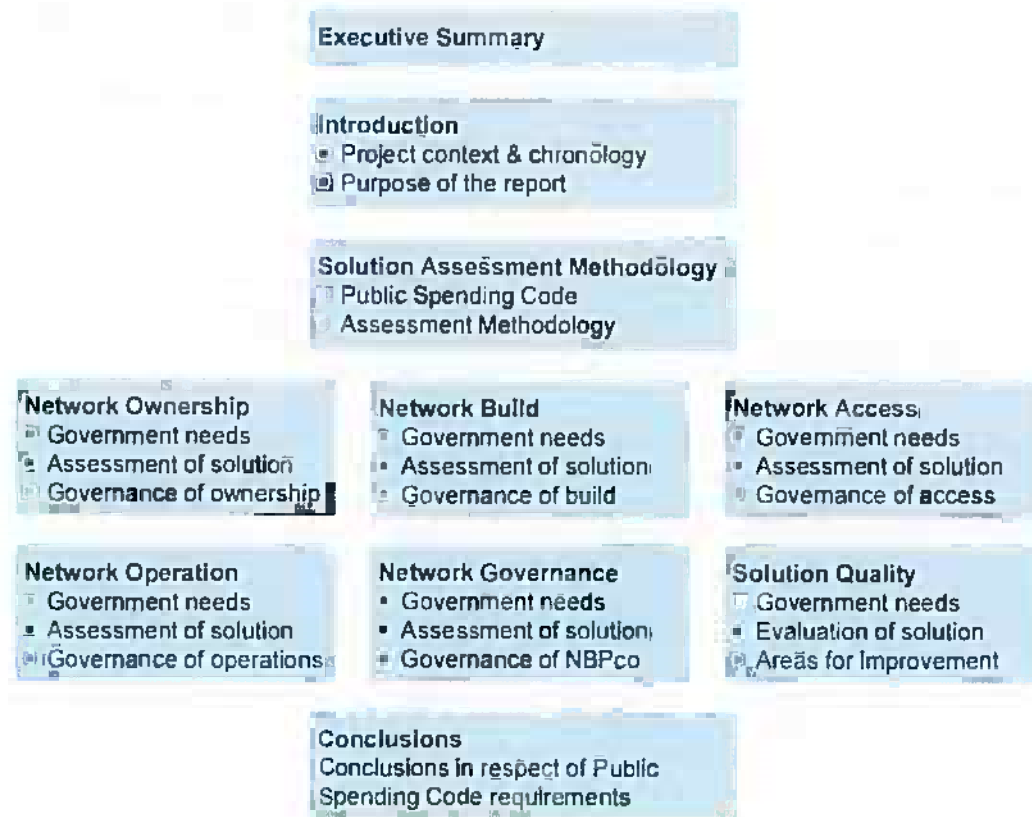 Executive Summary
Introduction
Project context & chronology
Purpose of the report
Solution Assessment Methodology
Public Spending Code
Assessment Methodology
Network Ownership
Government needs
Assessment of solution
Governance of ownership
Network Build
Government needs
Assessment of solution
Governance of build
Network Access
Government needs
Assessment of solution
Governance of access
Network Operation
Government needs
Assessment of solution
Governance of operations
Network Governance
Government needs
Assessment of solution
Governance of NBPco
Solution Quality
Government needs
Evaluation of solution
Areas for Improvement
Conclusions
Conclusions in respect of Public
Spending Code requirements